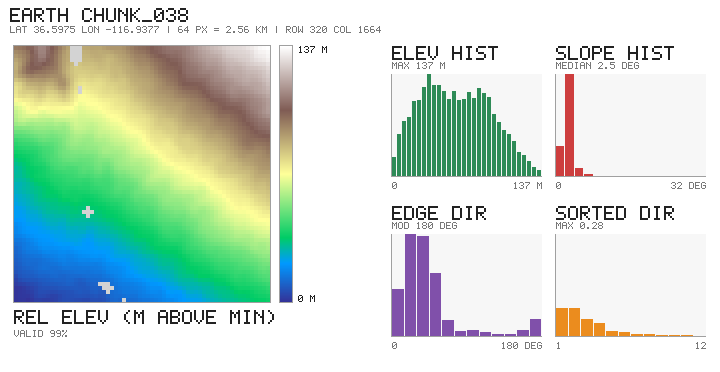 EARTH CHUNK_038
LAT 36.5975 LON -116.9377 | 64 PX = 2.56 KM | ROW 320 COL 1664
137 M
0 M
REL ELEV (M ABOVE MIN)
VALID 99%
ELEV HIST
MAX 137 M
0 137 M
SLOPE HIST
MEDIAN 2.5 DEG
0 32 DEG
EDGE DIR
MOD 180 DEG
0 180 DEG
SORTED DIR
MAX 0.28
1 12